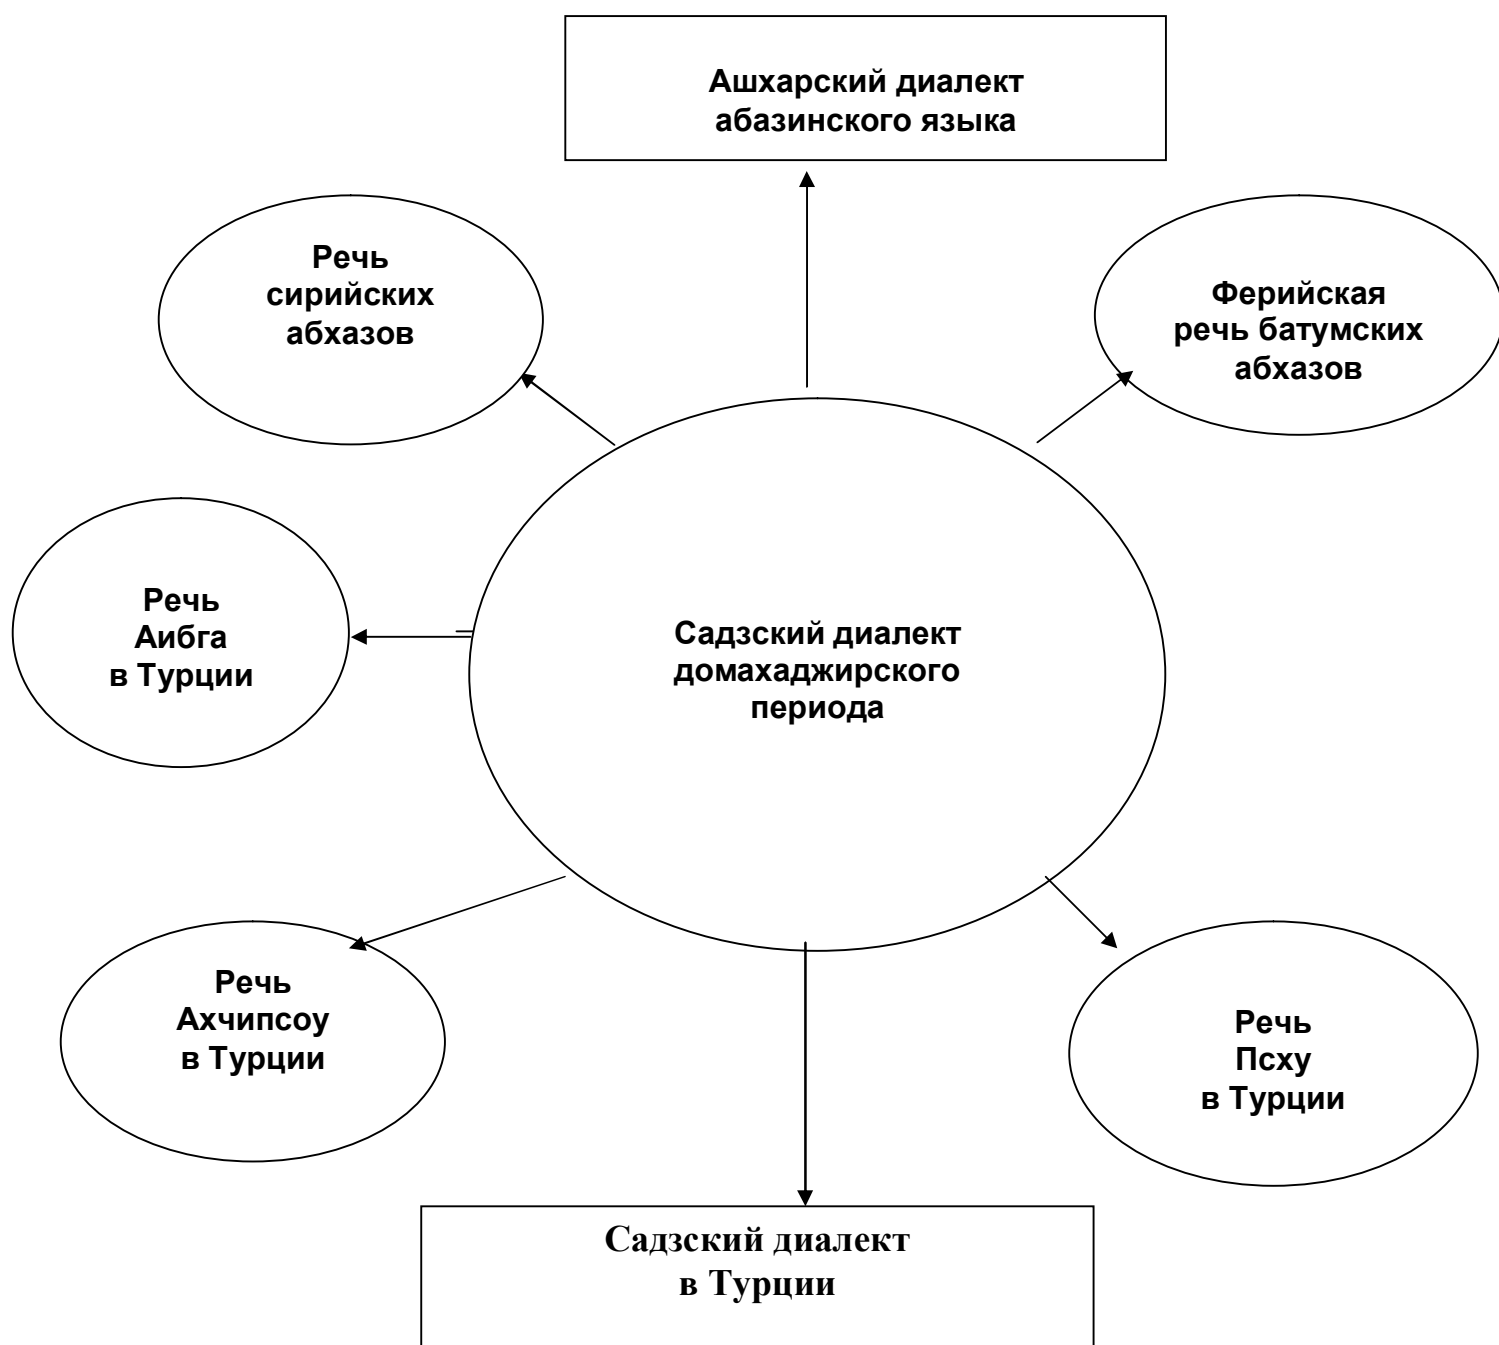 Ашхарский диалект
абазинского языка
Речь
сирийских
абхазов
Ферийская
речь батумских
абхазов
Речь
Аибга
в Турции
Садзский диалект
домахаджирского
периода
Речь
Ахчипсоу
в Турции
Речь
Псху
в Турции
Садзский диалект
в Турции